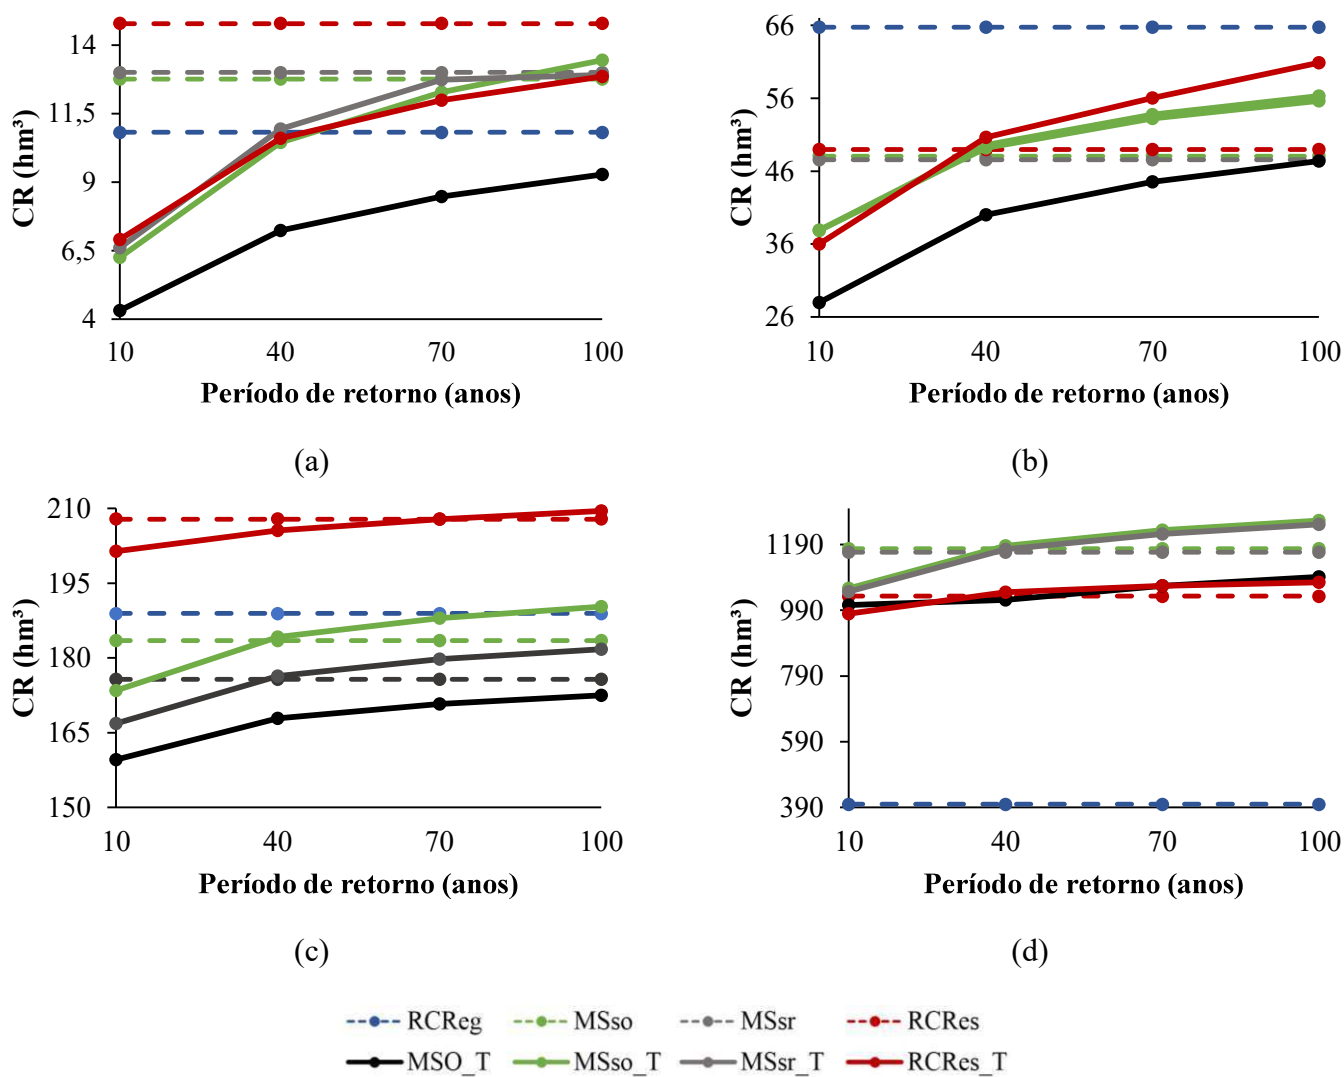 14
11,5
9
6,5
4
CR (hm³)
10 40 70 100
Período de retorno (anos)
(a)
66
56
46
36
26
CR (hm³)
10 40 70 100
Período de retorno (anos)
(b)
210
195
180
165
150
CR (hm³)
10 40 70 100
Período de retorno (anos)
(c)
1190
990
790
590
390
CR (hm³)
10 40 70 100
Período de retorno (anos)
(d)
RCReg MSso MSsr RCRes
MSO_T MSso_T MSsr_T RCRes_T